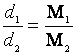 d₁/d₂ = M₁/M₂